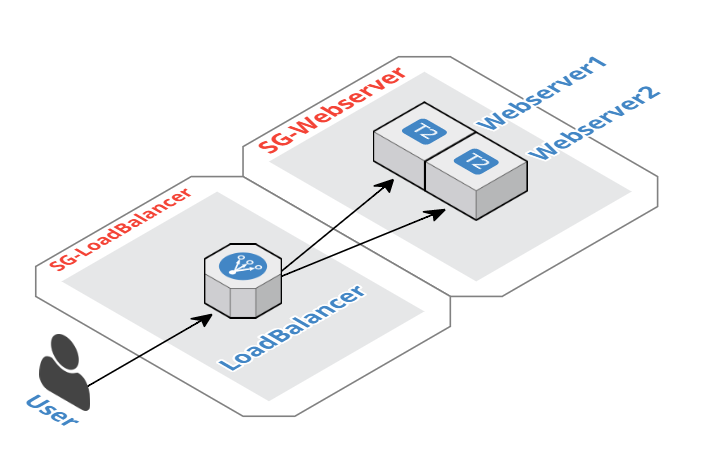 SG-Webserver
Webserver1
T2
Webserver2
T2
SG-LoadBalancer
LoadBalancer
User